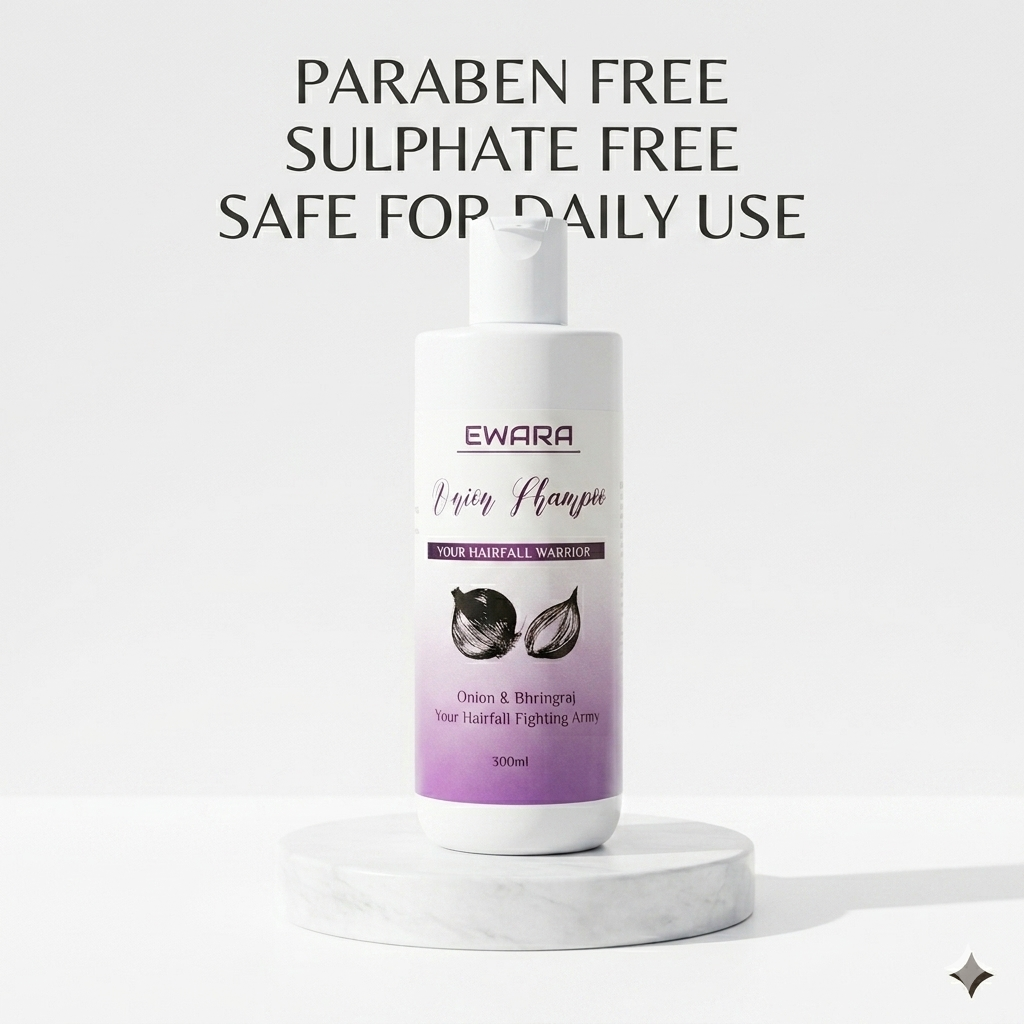 PARABEN FREE
SULPHATE FREE
SAFE FOR DAILY USE
EWARA
Onion Shampoo
YOUR HAIRFALL WARRIOR
Onion & Bhringraj
Your Hairfall Fighting Army
300ml